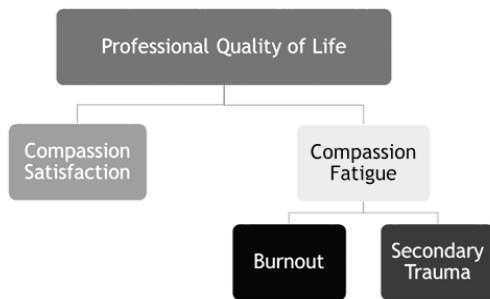 Professional Quality of Life
Compassion
Satisfaction
Compassion
Fatigue
Burnout
Secondary
Trauma